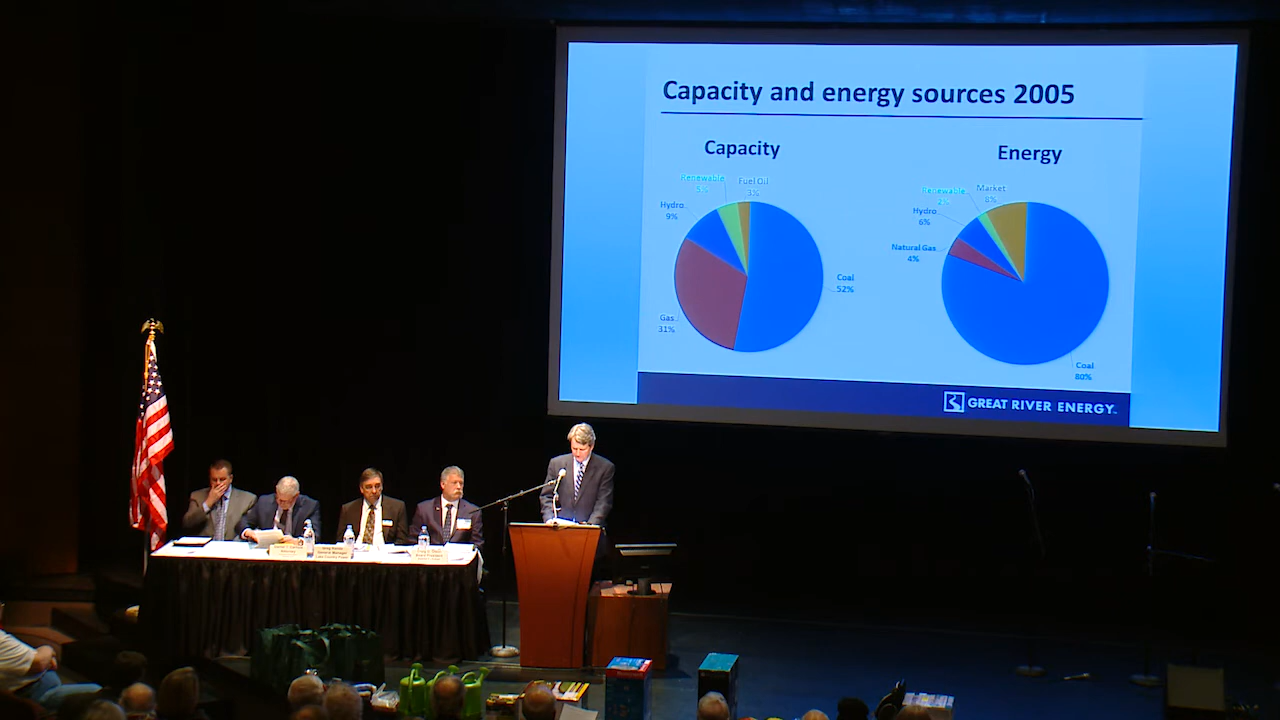 Capacity and energy sources 2005
Capacity
Renewable
5%
Fuel Oil
3%
Hydro
9%
Coal
52%
Gas
31%
Energy
Renewable
2%
Market
8%
Hydro
6%
Natural Gas
4%
Coal
80%
GREAT RIVER ENERGY